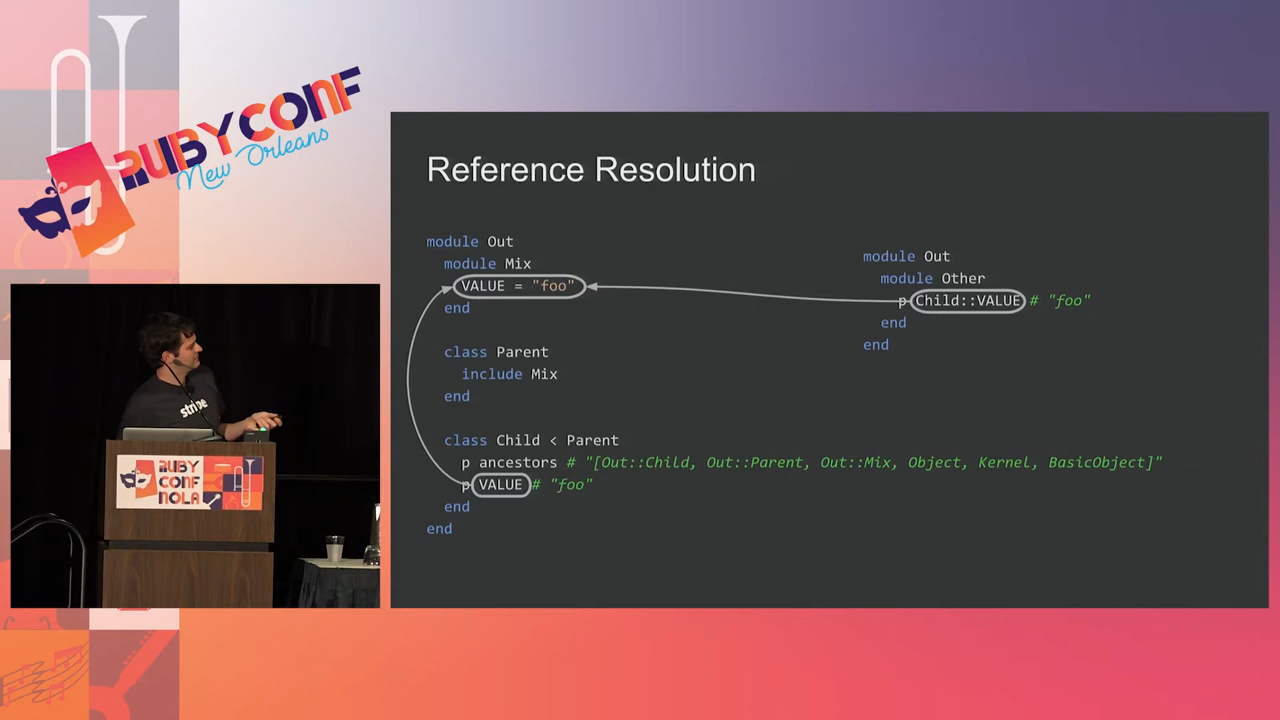 RUBYCONF
New Orleans
stripe
RUBY
CONF
NOLA
Reference Resolution
module Out
module Mix
VALUE = "foo"
end
class Parent
include Mix
end
class Child < Parent
p ancestors # "[Out::Child, Out::Parent, Out::Mix, Object, Kernel, BasicObject]"
p VALUE # "foo"
end
end
module Out
module Other
p Child::VALUE # "foo"
end
end